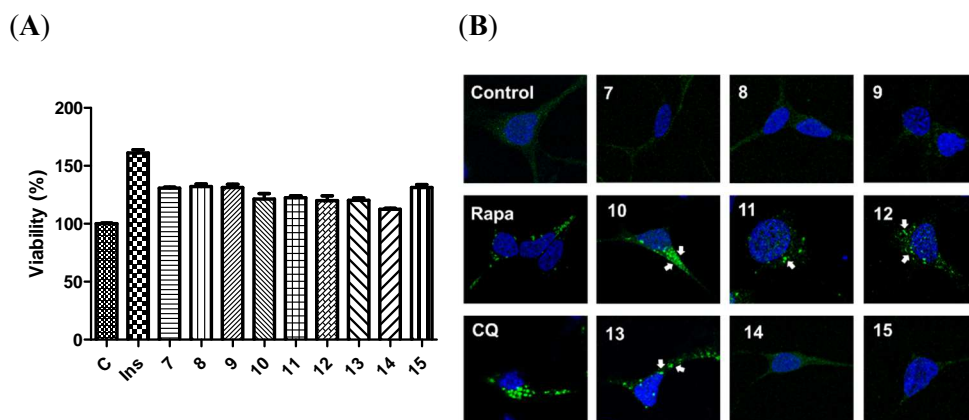 (A)
Viability (%)
200
150
100
50
0
C Ins 7 8 9 10 11 12 13 14 15
(B)
Control 7 8 9
Rapa 10 11 12
CQ 13 14 15